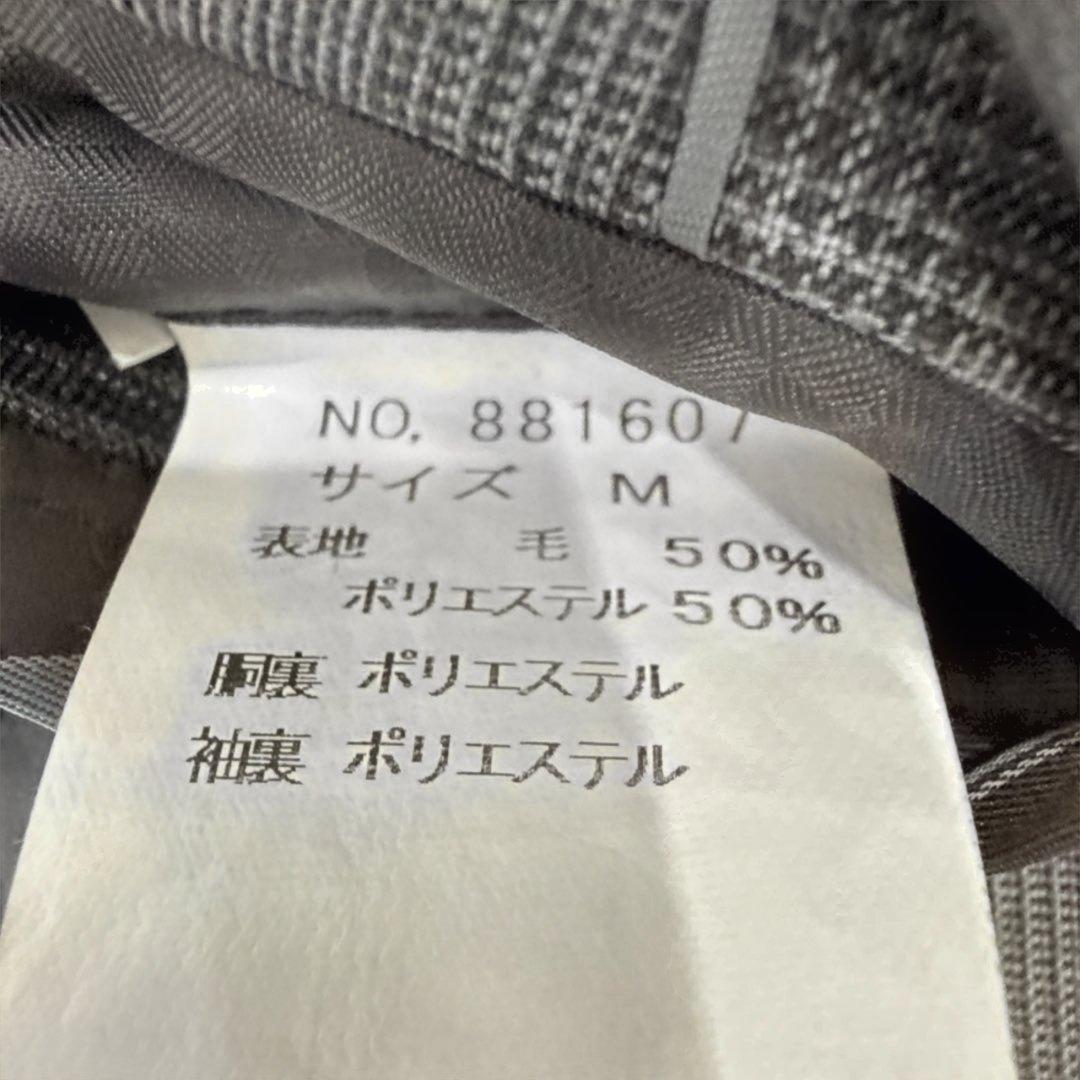 NO. 881607
サイズ M
表地 毛 50%
ポリエステル 50%
胴裏 ポリエステル
袖裏 ポリエステル